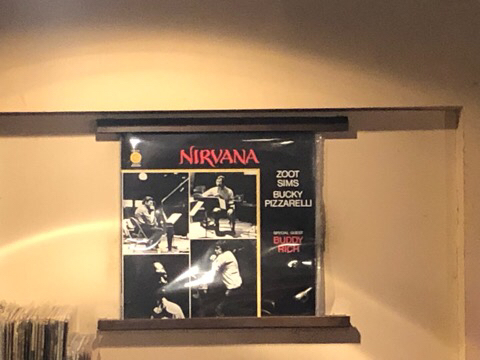 NIRVANA
ZOOT
SIMS
BUCKY
PIZZARELLI
SPECIAL GUEST
BUDDY
RICH